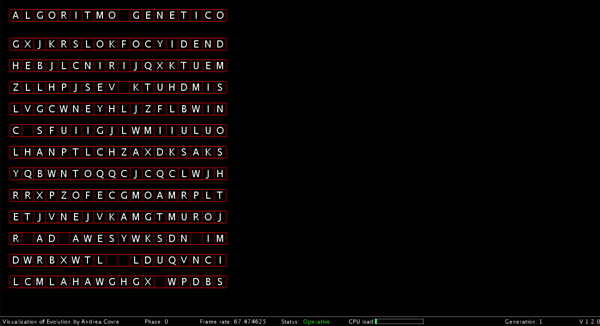 ALGORITMO GENETICO
GXJKRSLOKFOCYIDEND
HEBJLCNIRIJQXKTUEM
ZLLHPJSEV KTUHDMIS
LVGCWNEYHLJZFLBWIN
C SFUIIGJLWMIIULUO
LHANPTLCHZAXDKSAKS
YQBWNTOQQCJCQCLWJH
RRXPZOFECGMOAMRPLT
ETJVNEJVKAMGTMUROJ
R AD AWESYWKSDN IM
DWRBXWTL  LDUQVNCI
LCMLAHAWGHGX WPDBS
Visualization of Evolution by Andrea Covre Phase: 0 Frame rate: 67.474625 Status: Operative CPU load Generation: 1 V 1.2.0